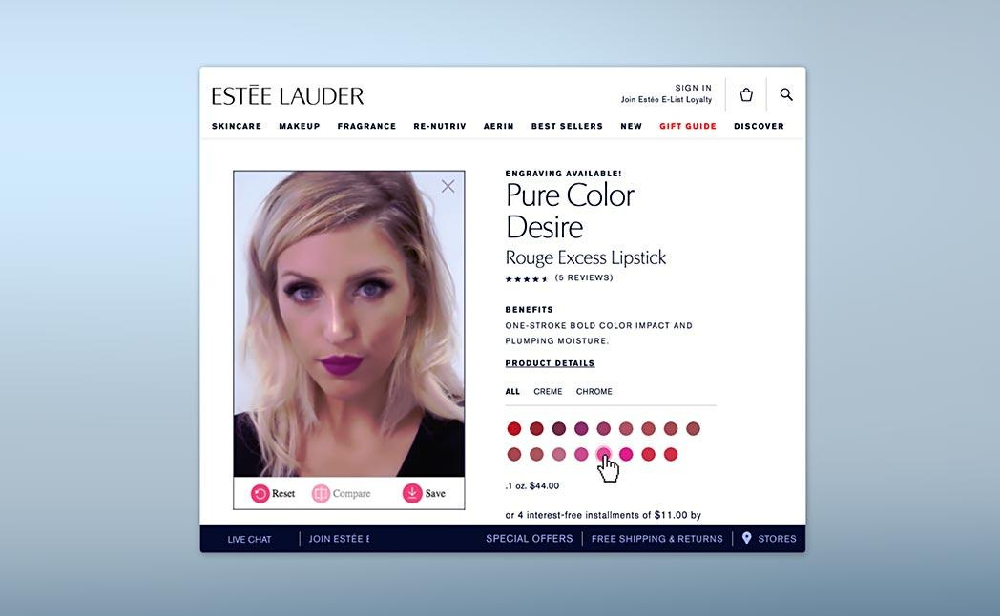 ESTĒE LAUDER
SIGN IN
Join Estée E-List Loyalty
SKINCARE MAKEUP FRAGRANCE RE-NUTRIV AERIN BEST SELLERS NEW GIFT GUIDE DISCOVER
ENGRAVING AVAILABLE!
Pure Color
Desire
Rouge Excess Lipstick
(5 REVIEWS)
BENEFITS
ONE-STROKE BOLD COLOR IMPACT AND
PLUMPING MOISTURE.
PRODUCT DETAILS
ALL CREME CHROME
.1 oz. $44.00
or 4 interest-free installments of $11.00 by
Reset Compare Save
LIVE CHAT JOIN ESTÉE E SPECIAL OFFERS FREE SHIPPING & RETURNS STORES